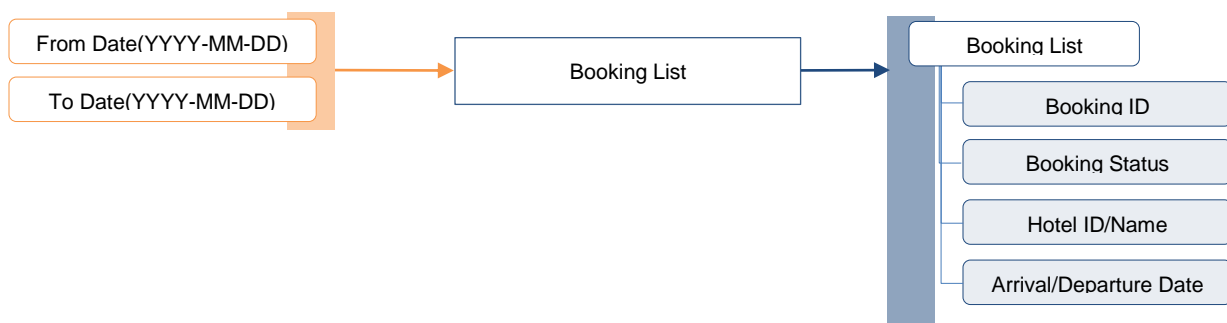 From Date(YYYY-MM-DD)
To Date(YYYY-MM-DD)
Booking List
Booking List
Booking ID
Booking Status
Hotel ID/Name
Arrival/Departure Date